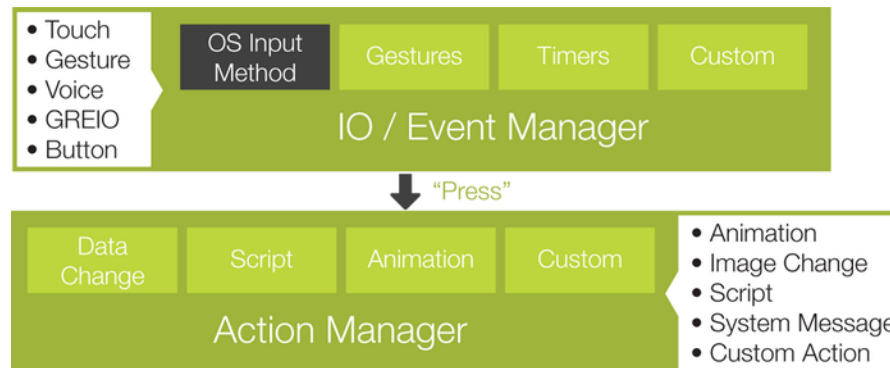 • Touch
• Gesture
• Voice
• GREIO
• Button
OS Input
Method
Gestures
Timers
Custom
IO / Event Manager
“Press”
Data
Change
Script
Animation
Custom
Action Manager
• Animation
• Image Change
• Script
• System Message
• Custom Action